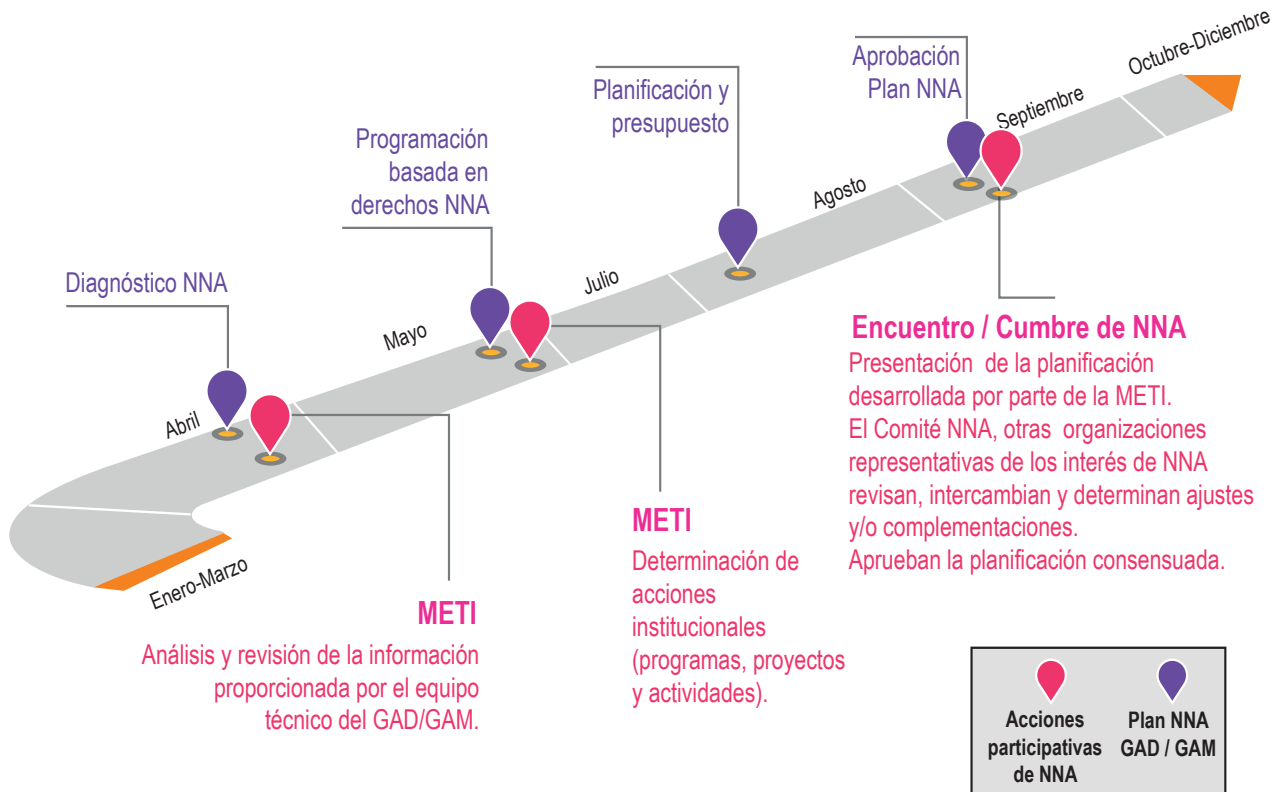 Octubre-Diciembre
Aprobación
Plan NNA
Septiembre
Planificación y
presupuesto
Agosto
Programación
basada en
derechos NNA
Julio
Diagnóstico NNA
Mayo
Abril
Enero-Marzo
METI
Análisis y revisión de la información
proporcionada por el equipo
técnico del GAD/GAM.
METI
Determinación de
acciones
institucionales
(programas, proyectos
y actividades).
Encuentro / Cumbre de NNA
Presentación de la planificación
desarrollada por parte de la METI.
El Comité NNA, otras organizaciones
representativas de los interés de NNA
revisan, intercambian y determinan ajustes
y/o complementaciones.
Aprueban la planificación consensuada.
Acciones
participativas
de NNA
Plan NNA
GAD / GAM